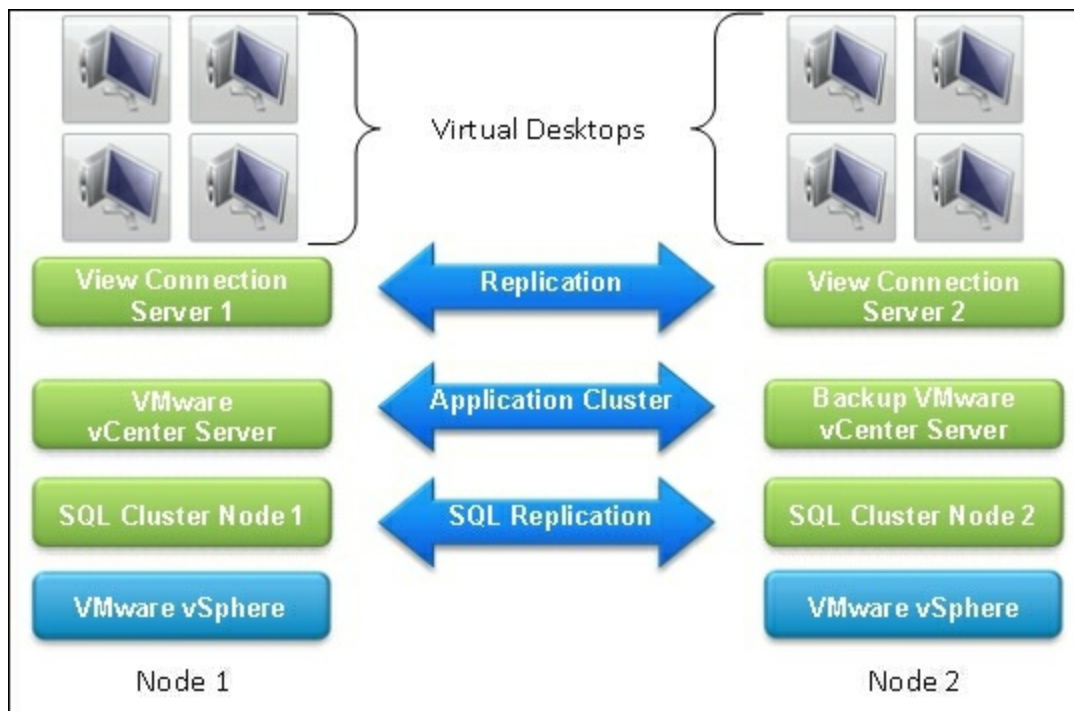 Virtual Desktops
View Connection
Server 1
Replication
View Connection
Server 2
VMware
vCenter Server
Application Cluster
Backup VMware
vCenter Server
SQL Cluster Node 1
SQL Replication
SQL Cluster Node 2
VMware vSphere
VMware vSphere
Node 1
Node 2